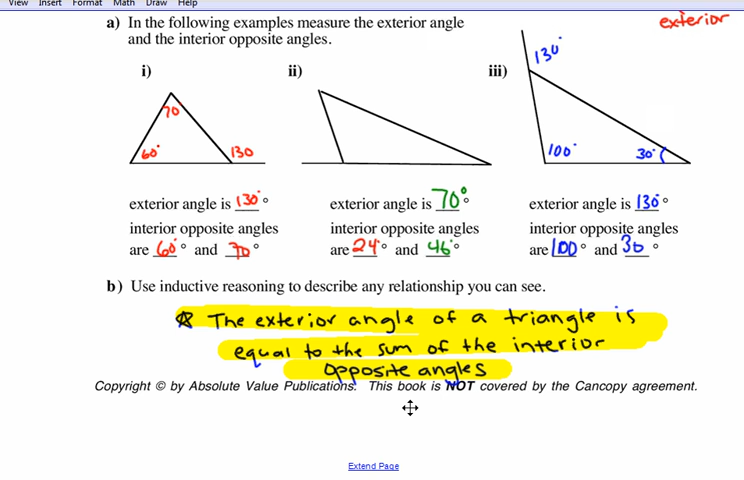 View Insert Format Math Draw Help
a) In the following examples measure the exterior angle
and the interior opposite angles.
exterior
i)
ii)
iii)
130°
70
60°
130
100°
30°
exterior angle is 130° °
exterior angle is 70° °
exterior angle is 130° °
interior opposite angles
interior opposite angles
interior opposite angles
are 60° ° and 70 °
are 24° ° and 46° °
are 100 ° and 30 °
b) Use inductive reasoning to describe any relationship you can see.
☆ The exterior angle of a triangle is
equal to the sum of the interior
opposite angles
Copyright © by Absolute Value Publications. This book is NOT covered by the Cancopy agreement.
Extend Page